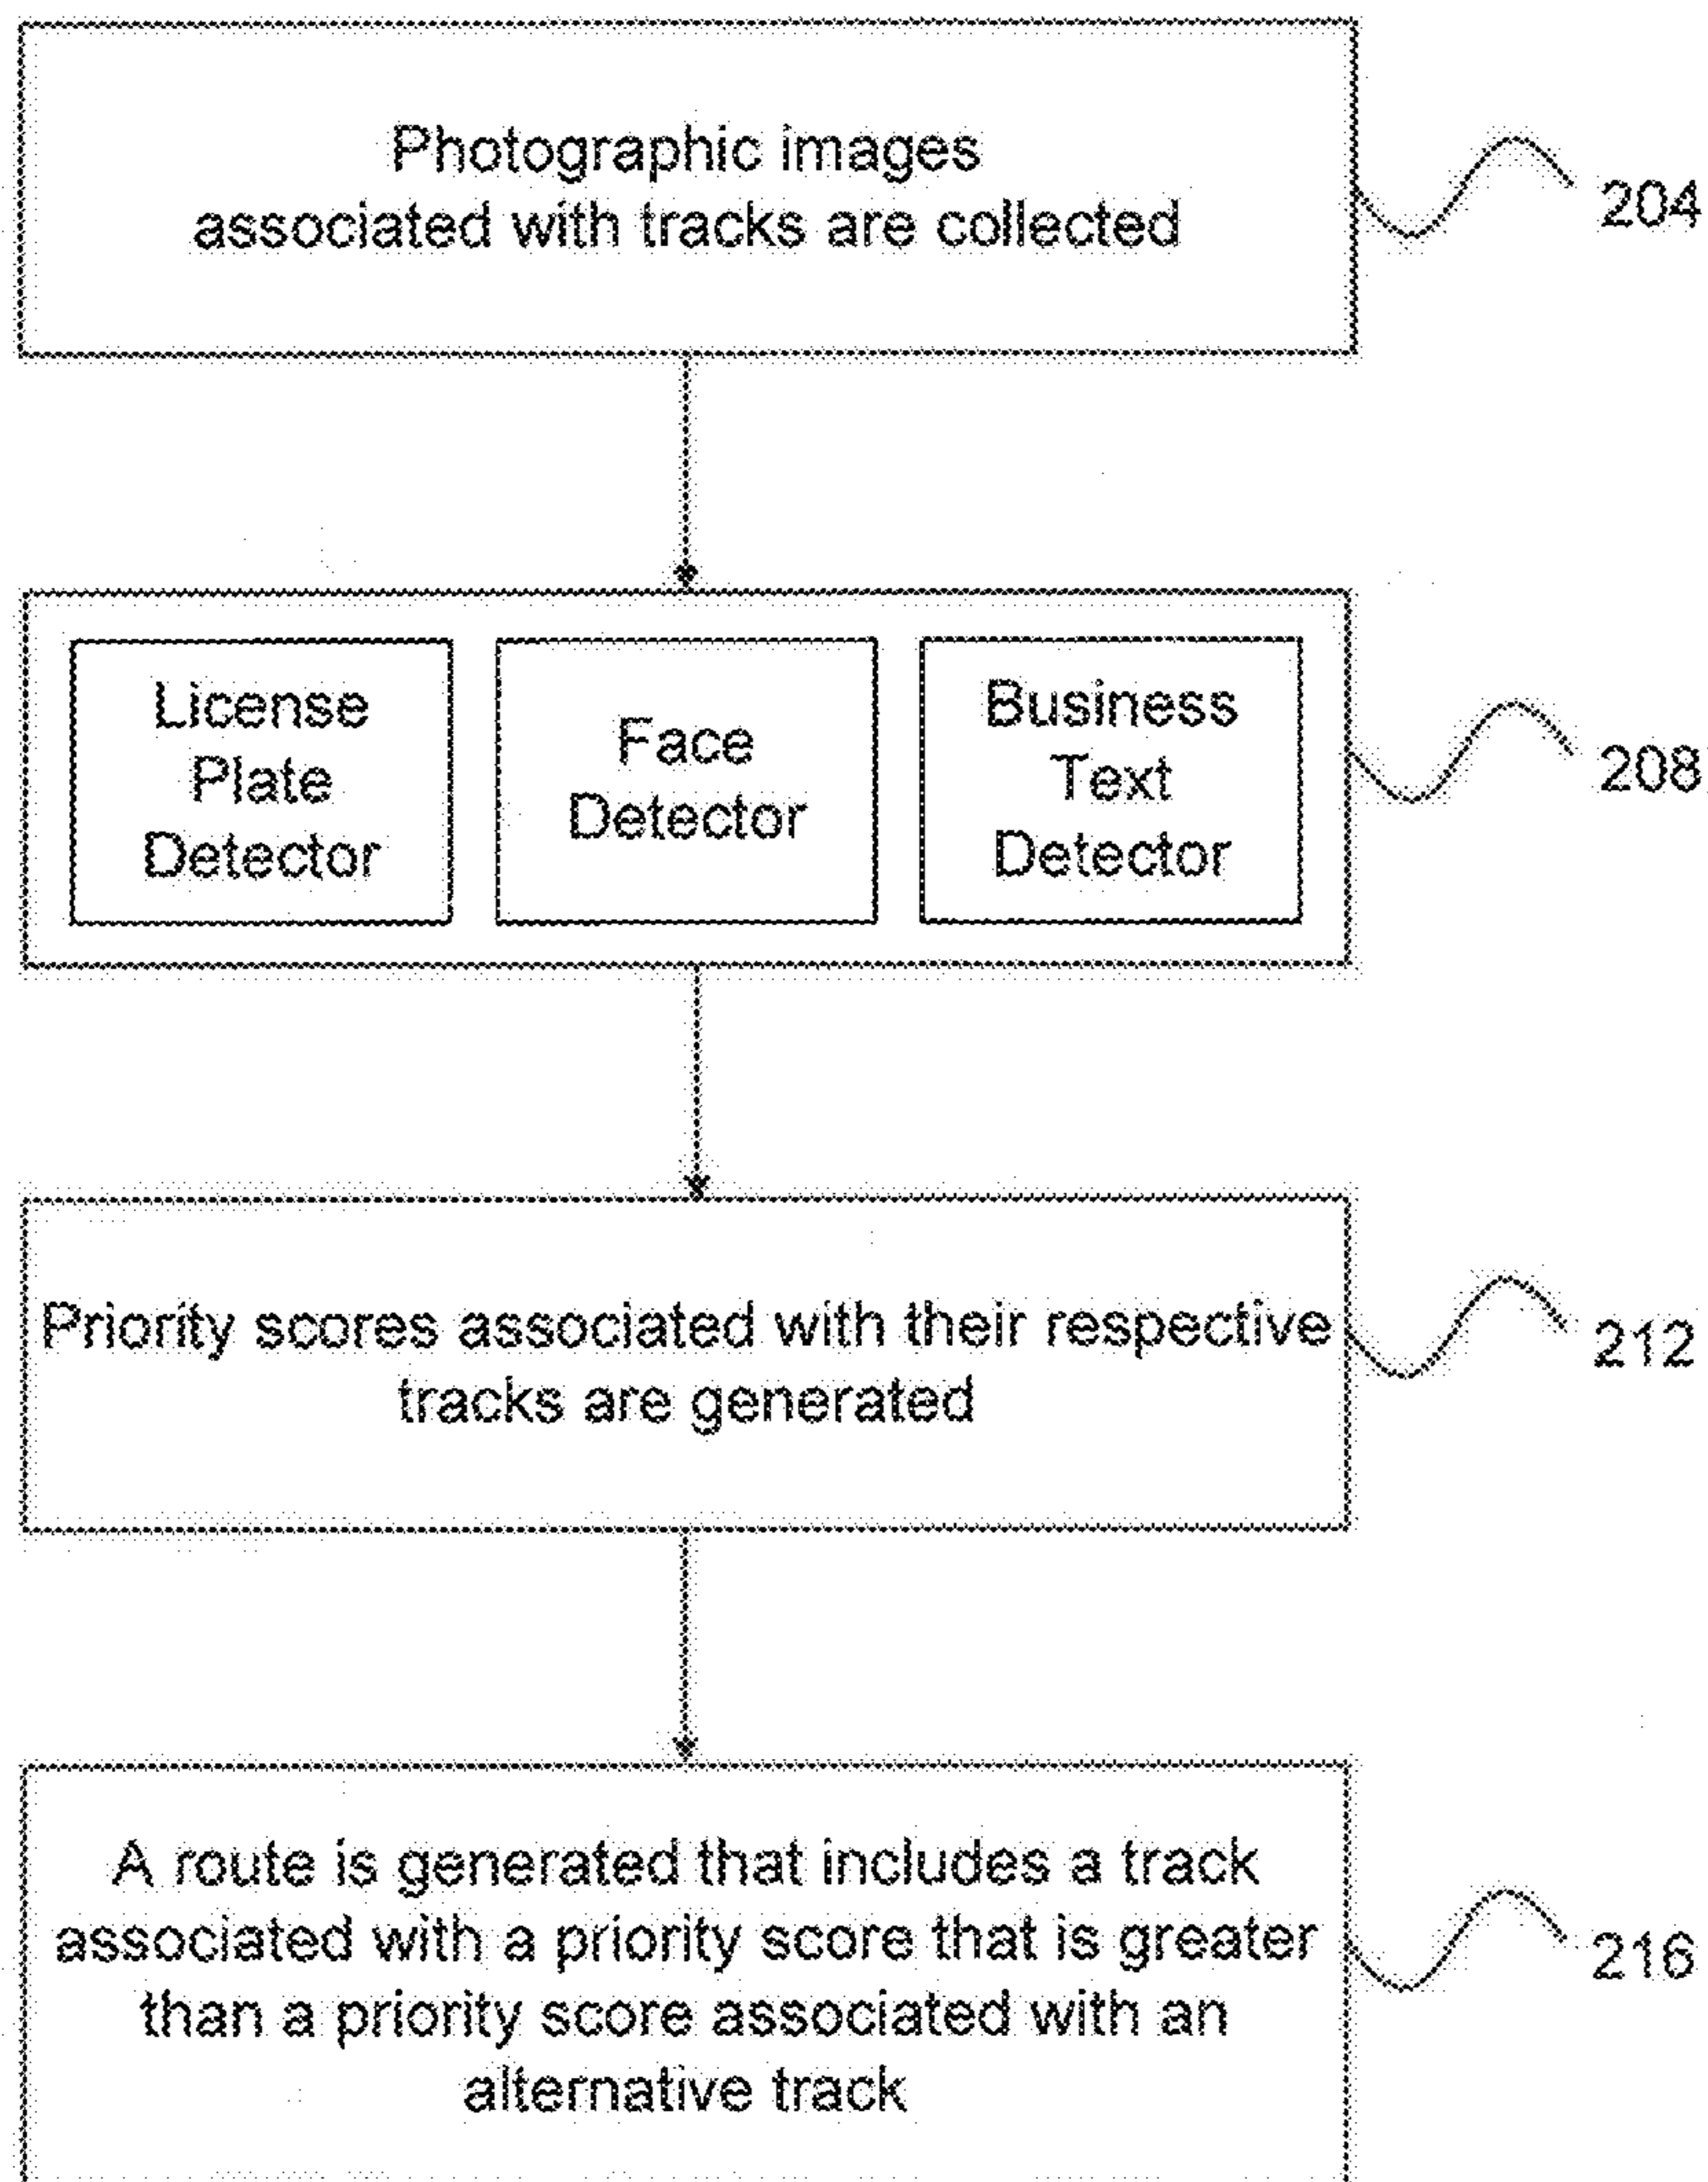 Photographic images
associated with tracks are collected
204
License
Plate
Detector
Face
Detector
Business
Text
Detector
208
Priority scores associated with their respective
tracks are generated
212
A route is generated that includes a track
associated with a priority score that is greater
than a priority score associated with an
alternative track
216